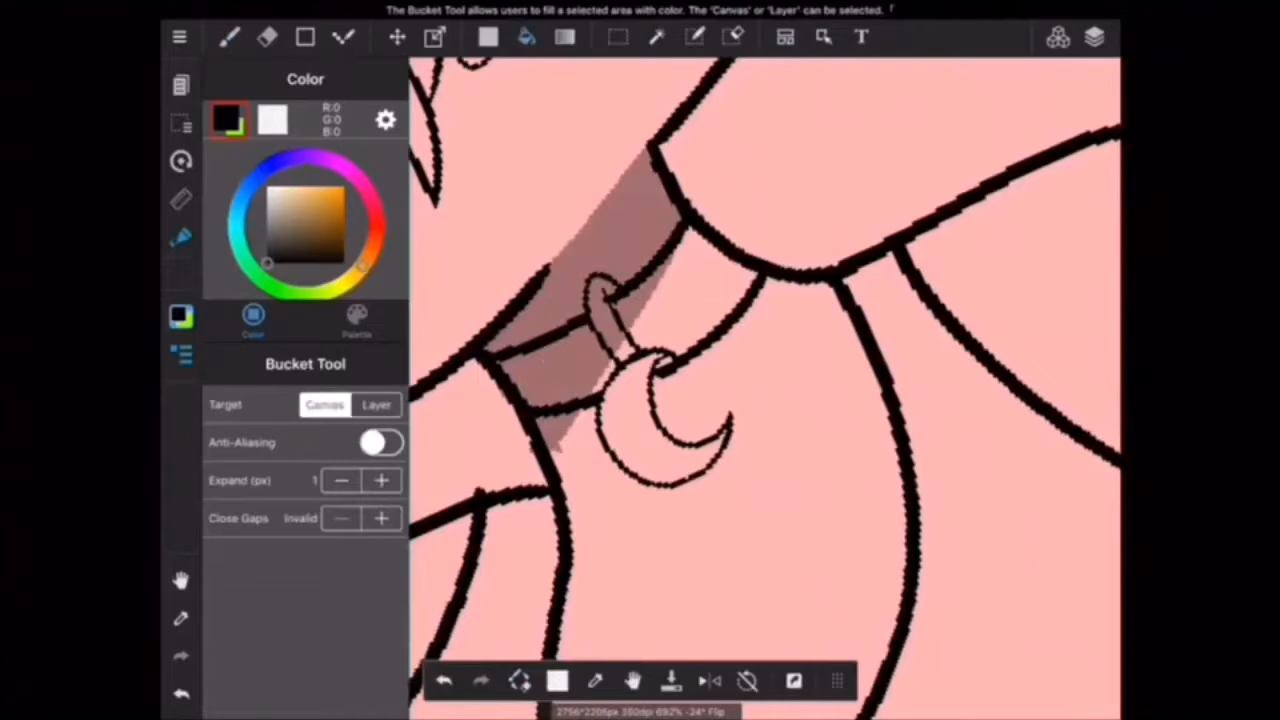 The Bucket Tool allows users to fill a selected area with color. The 'Canvas' or 'Layer' can be selected.
T
Color
R:0
G:0
B:0
Color
Palette
Bucket Tool
Target Canvas Layer
Anti-Aliasing
Expand (px) 1
Close Gaps Invalid
2756*2205px 350dpi 692% -24° Flip